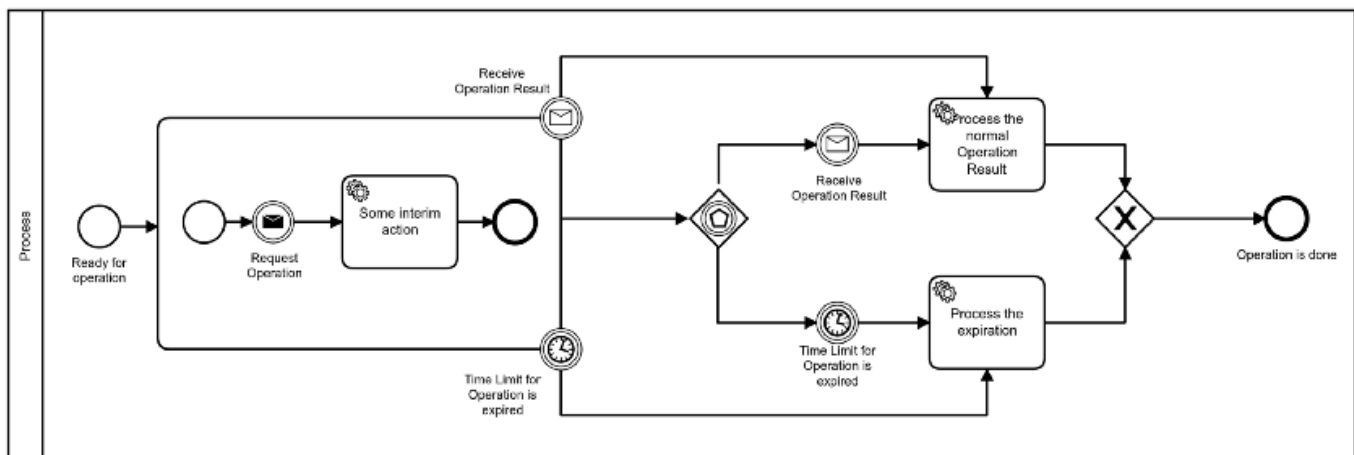 Process
Ready for
operation
Request
Operation
Some interim
action
Receive
Operation Result
Time Limit for
Operation is
expired
Receive
Operation Result
Time Limit for
Operation is
expired
Process the
normal
Operation
Result
Process the
expiration
Operation is done